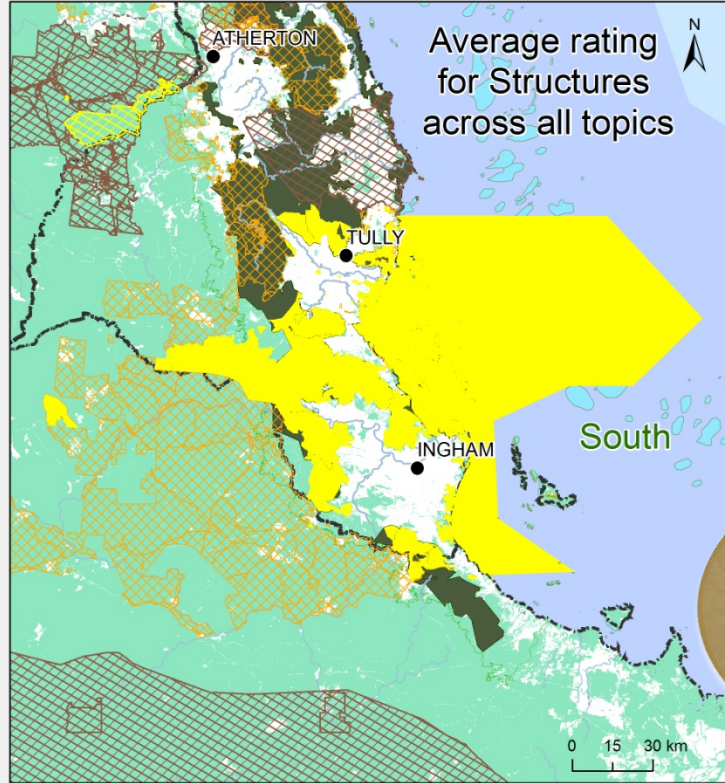 Average rating
for Structures
across all topics
N
ATHERTON
TULLY
South
INGHAM
0 15 30 km